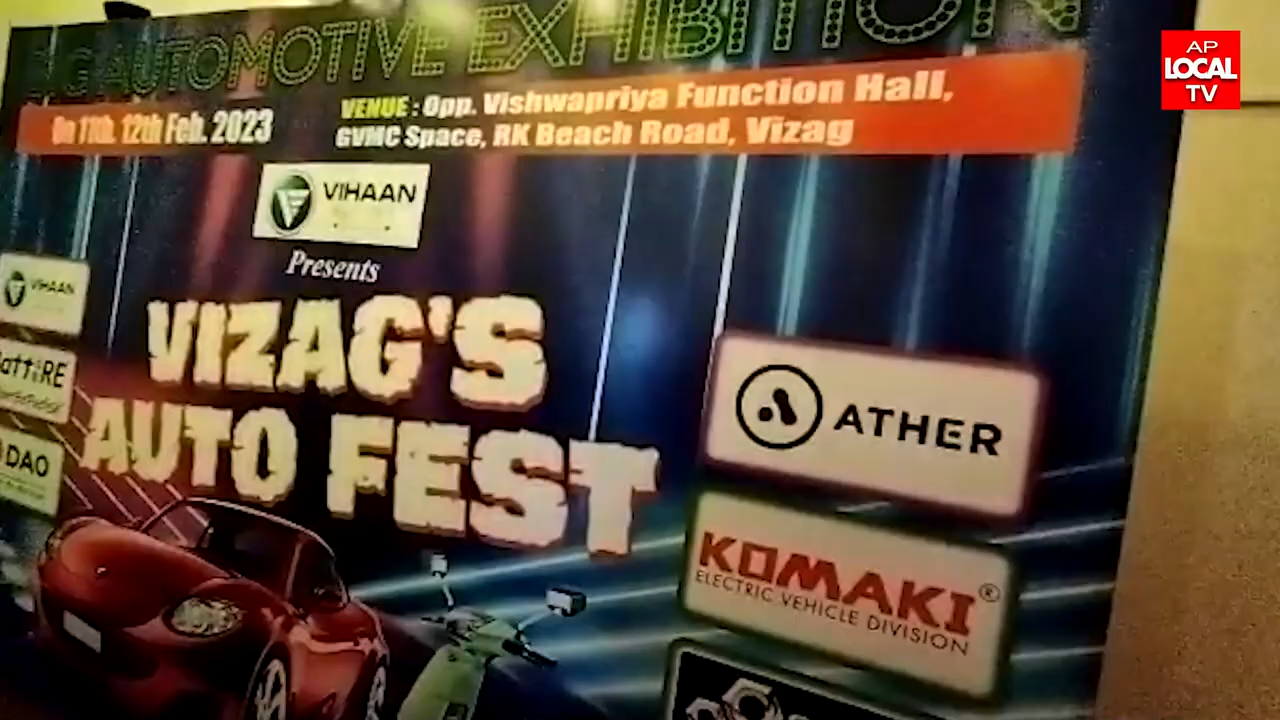 AUTOMOTIVE EXHIBITION
On 11th, 12th Feb. 2023
VENUE : Opp. Vishwapriya Function Hall,
GVMC Space, RK Beach Road, Vizag
VIHAAN
Presents
VIZAG'S
AUTO FEST
VIHAAN
DAO
ATHER
KOMAKI®
ELECTRIC VEHICLE DIVISION
AP
LOCAL
TV